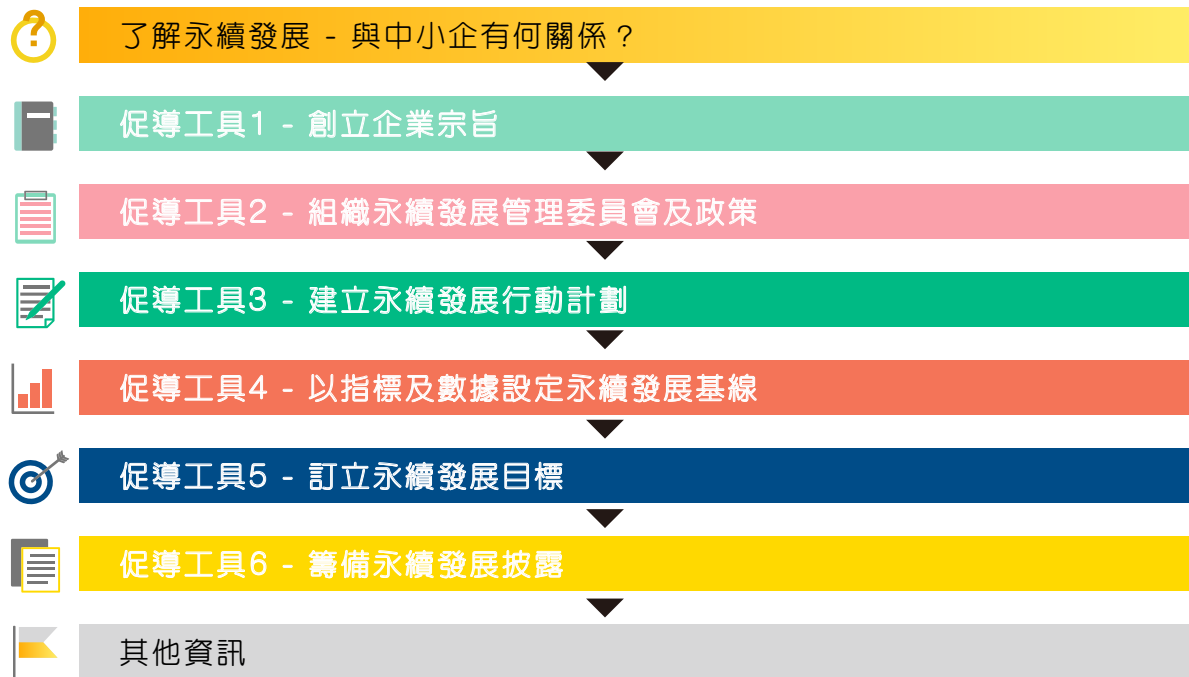 了解永續發展 - 與中小企有何關係？
促導工具1 - 創立企業宗旨
促導工具2 - 組織永續發展管理委員會及政策
促導工具3 - 建立永續發展行動計劃
促導工具4 - 以指標及數據設定永續發展基線
促導工具5 - 訂立永續發展目標
促導工具6 - 籌備永續發展披露
其他資訊